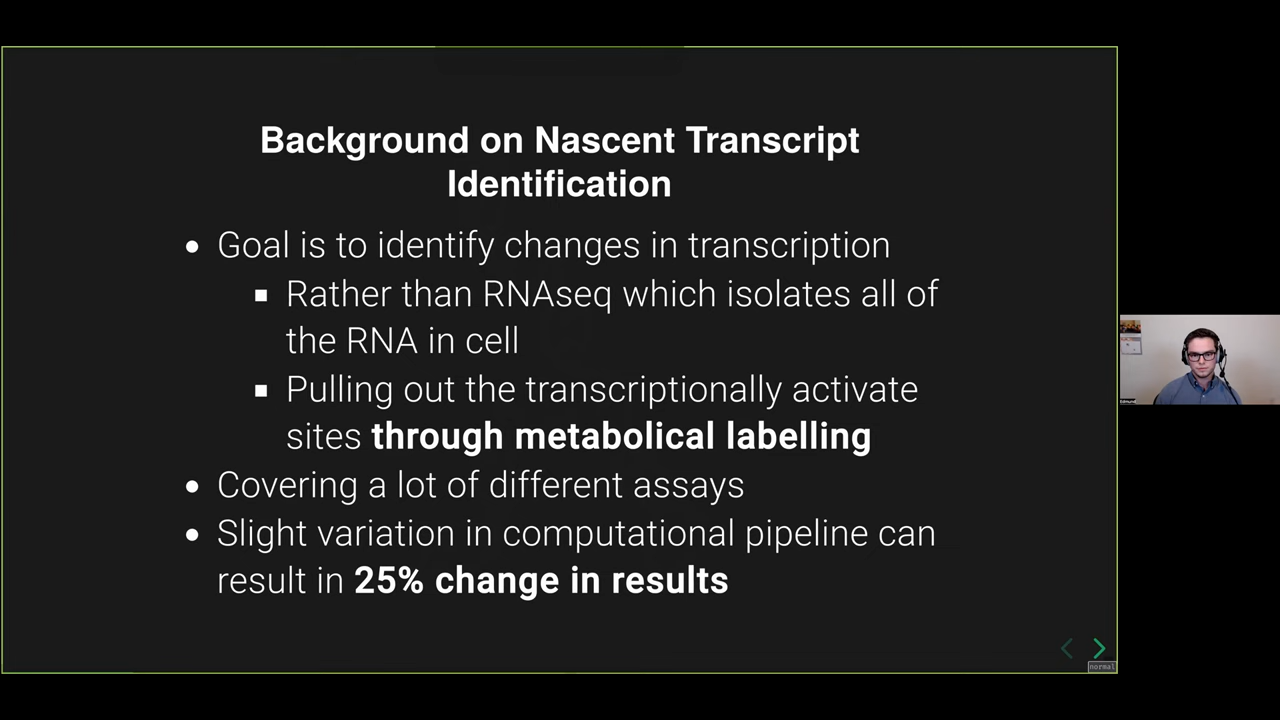 Background on Nascent Transcript
Identification
Goal is to identify changes in transcription
Rather than RNAseq which isolates all of
the RNA in cell
Pulling out the transcriptionally activate
sites through metabolical labelling
Covering a lot of different assays
Slight variation in computational pipeline can
result in 25% change in results
normal
Edmund